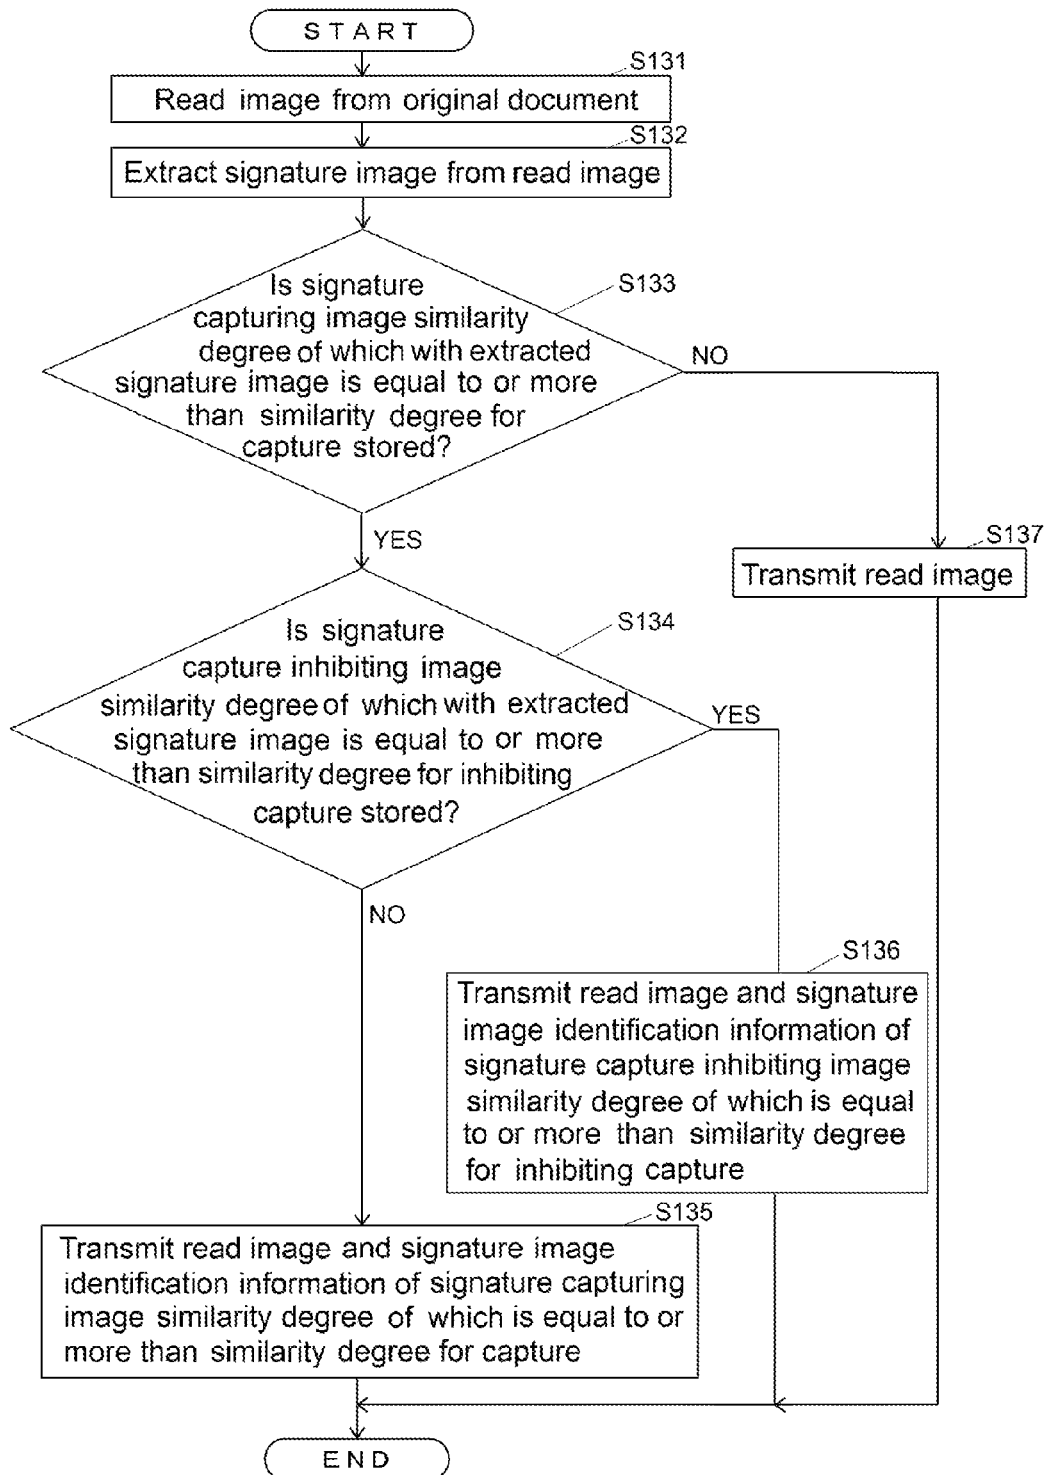 START
S131
Read image from original document
S132
Extract signature image from read image
S133
Is signature
capturing image similarity
degree of which with extracted
signature image is equal to or more
than similarity degree for
capture stored?
NO
YES
S137
Transmit read image
S134
Is signature
capture inhibiting image
similarity degree of which with extracted
signature image is equal to or more
than similarity degree for inhibiting
capture stored?
YES
NO
S136
Transmit read image and signature
image identification information of
signature capture inhibiting image
similarity degree of which is equal
to or more than similarity degree
for inhibiting capture
S135
Transmit read image and signature image
identification information of signature capturing
image similarity degree of which is equal to or
more than similarity degree for capture
END